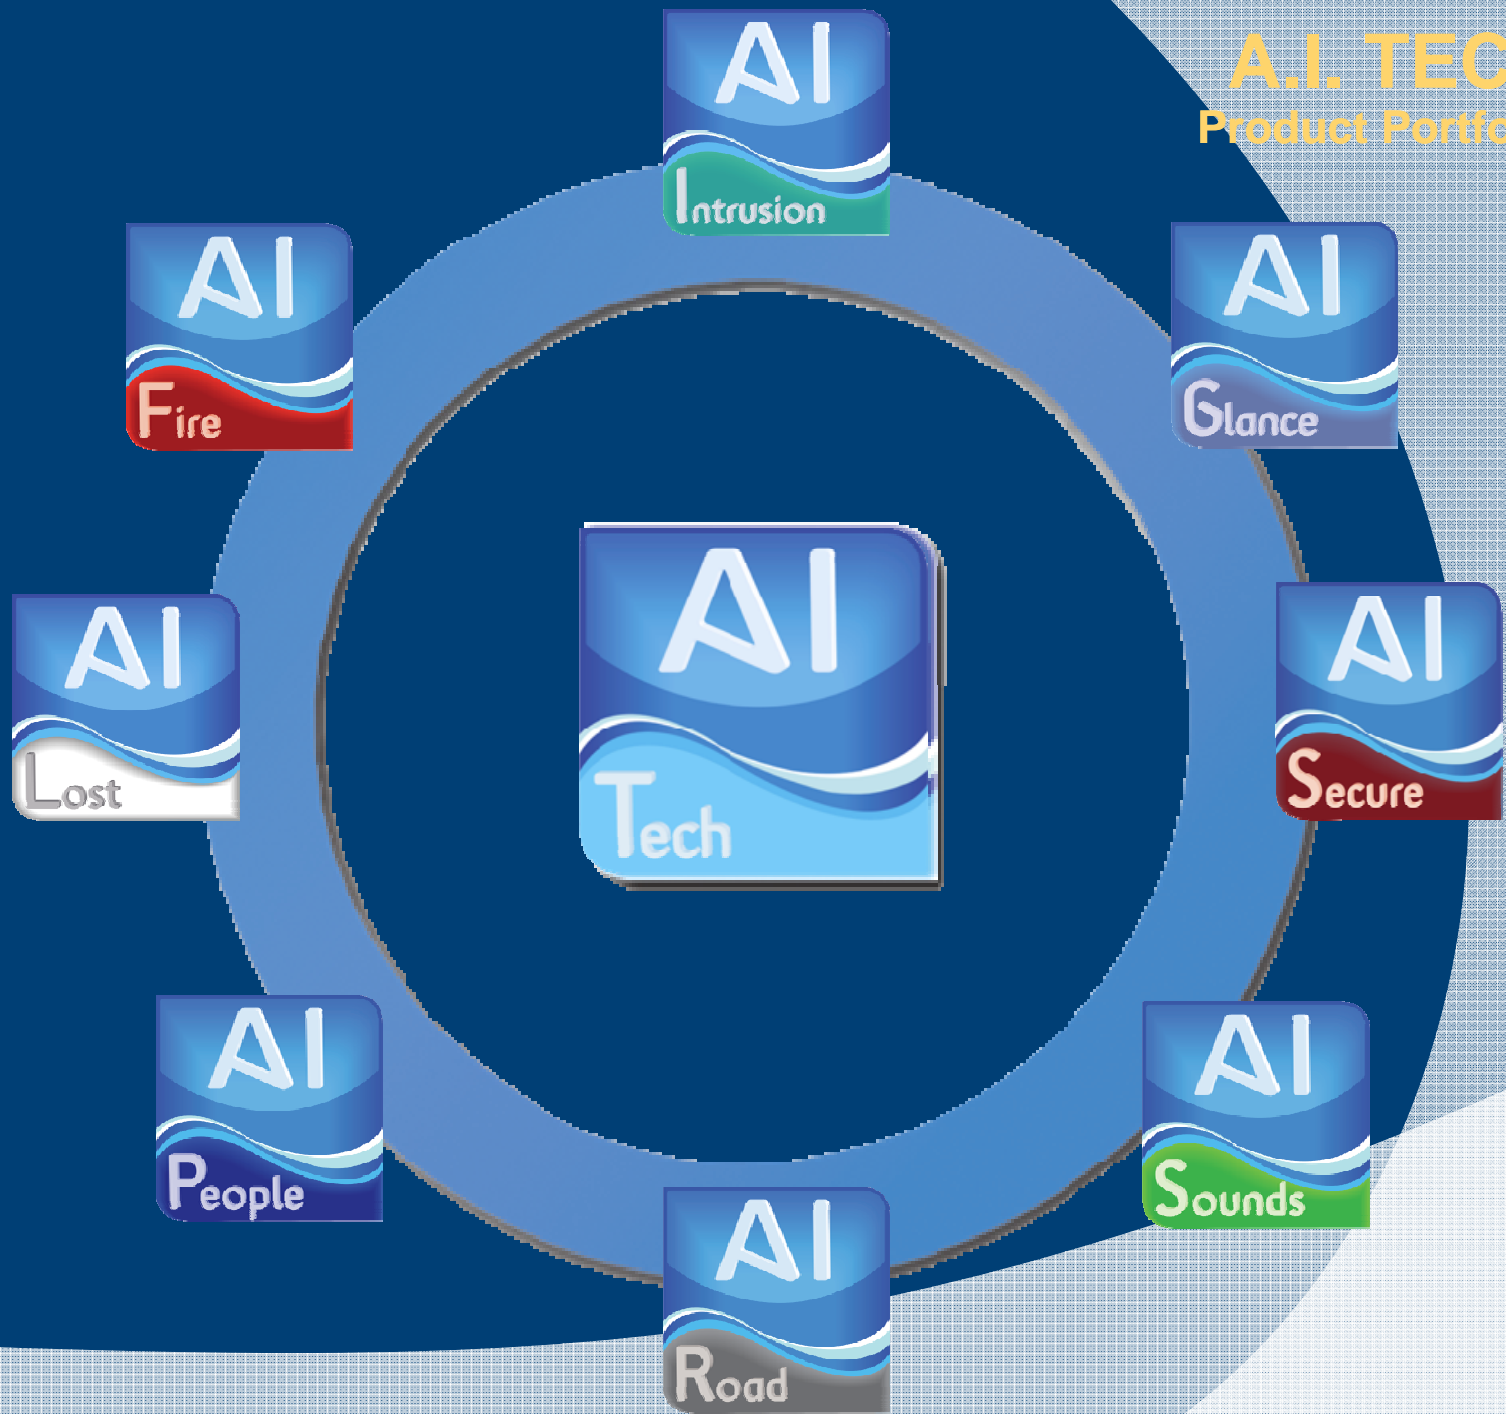 A.I. TEC
Product Portfo
AI
Intrusion
AI
Fire
AI
Glance
AI
Tech
AI
Lost
AI
Secure
AI
People
AI
Sounds
AI
Road